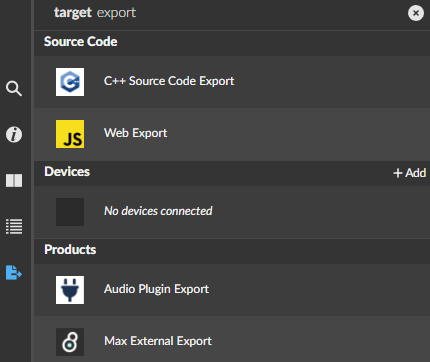 target export
Source Code
C++ Source Code Export
JS Web Export
Devices + Add
No devices connected
Products
Audio Plugin Export
Max External Export